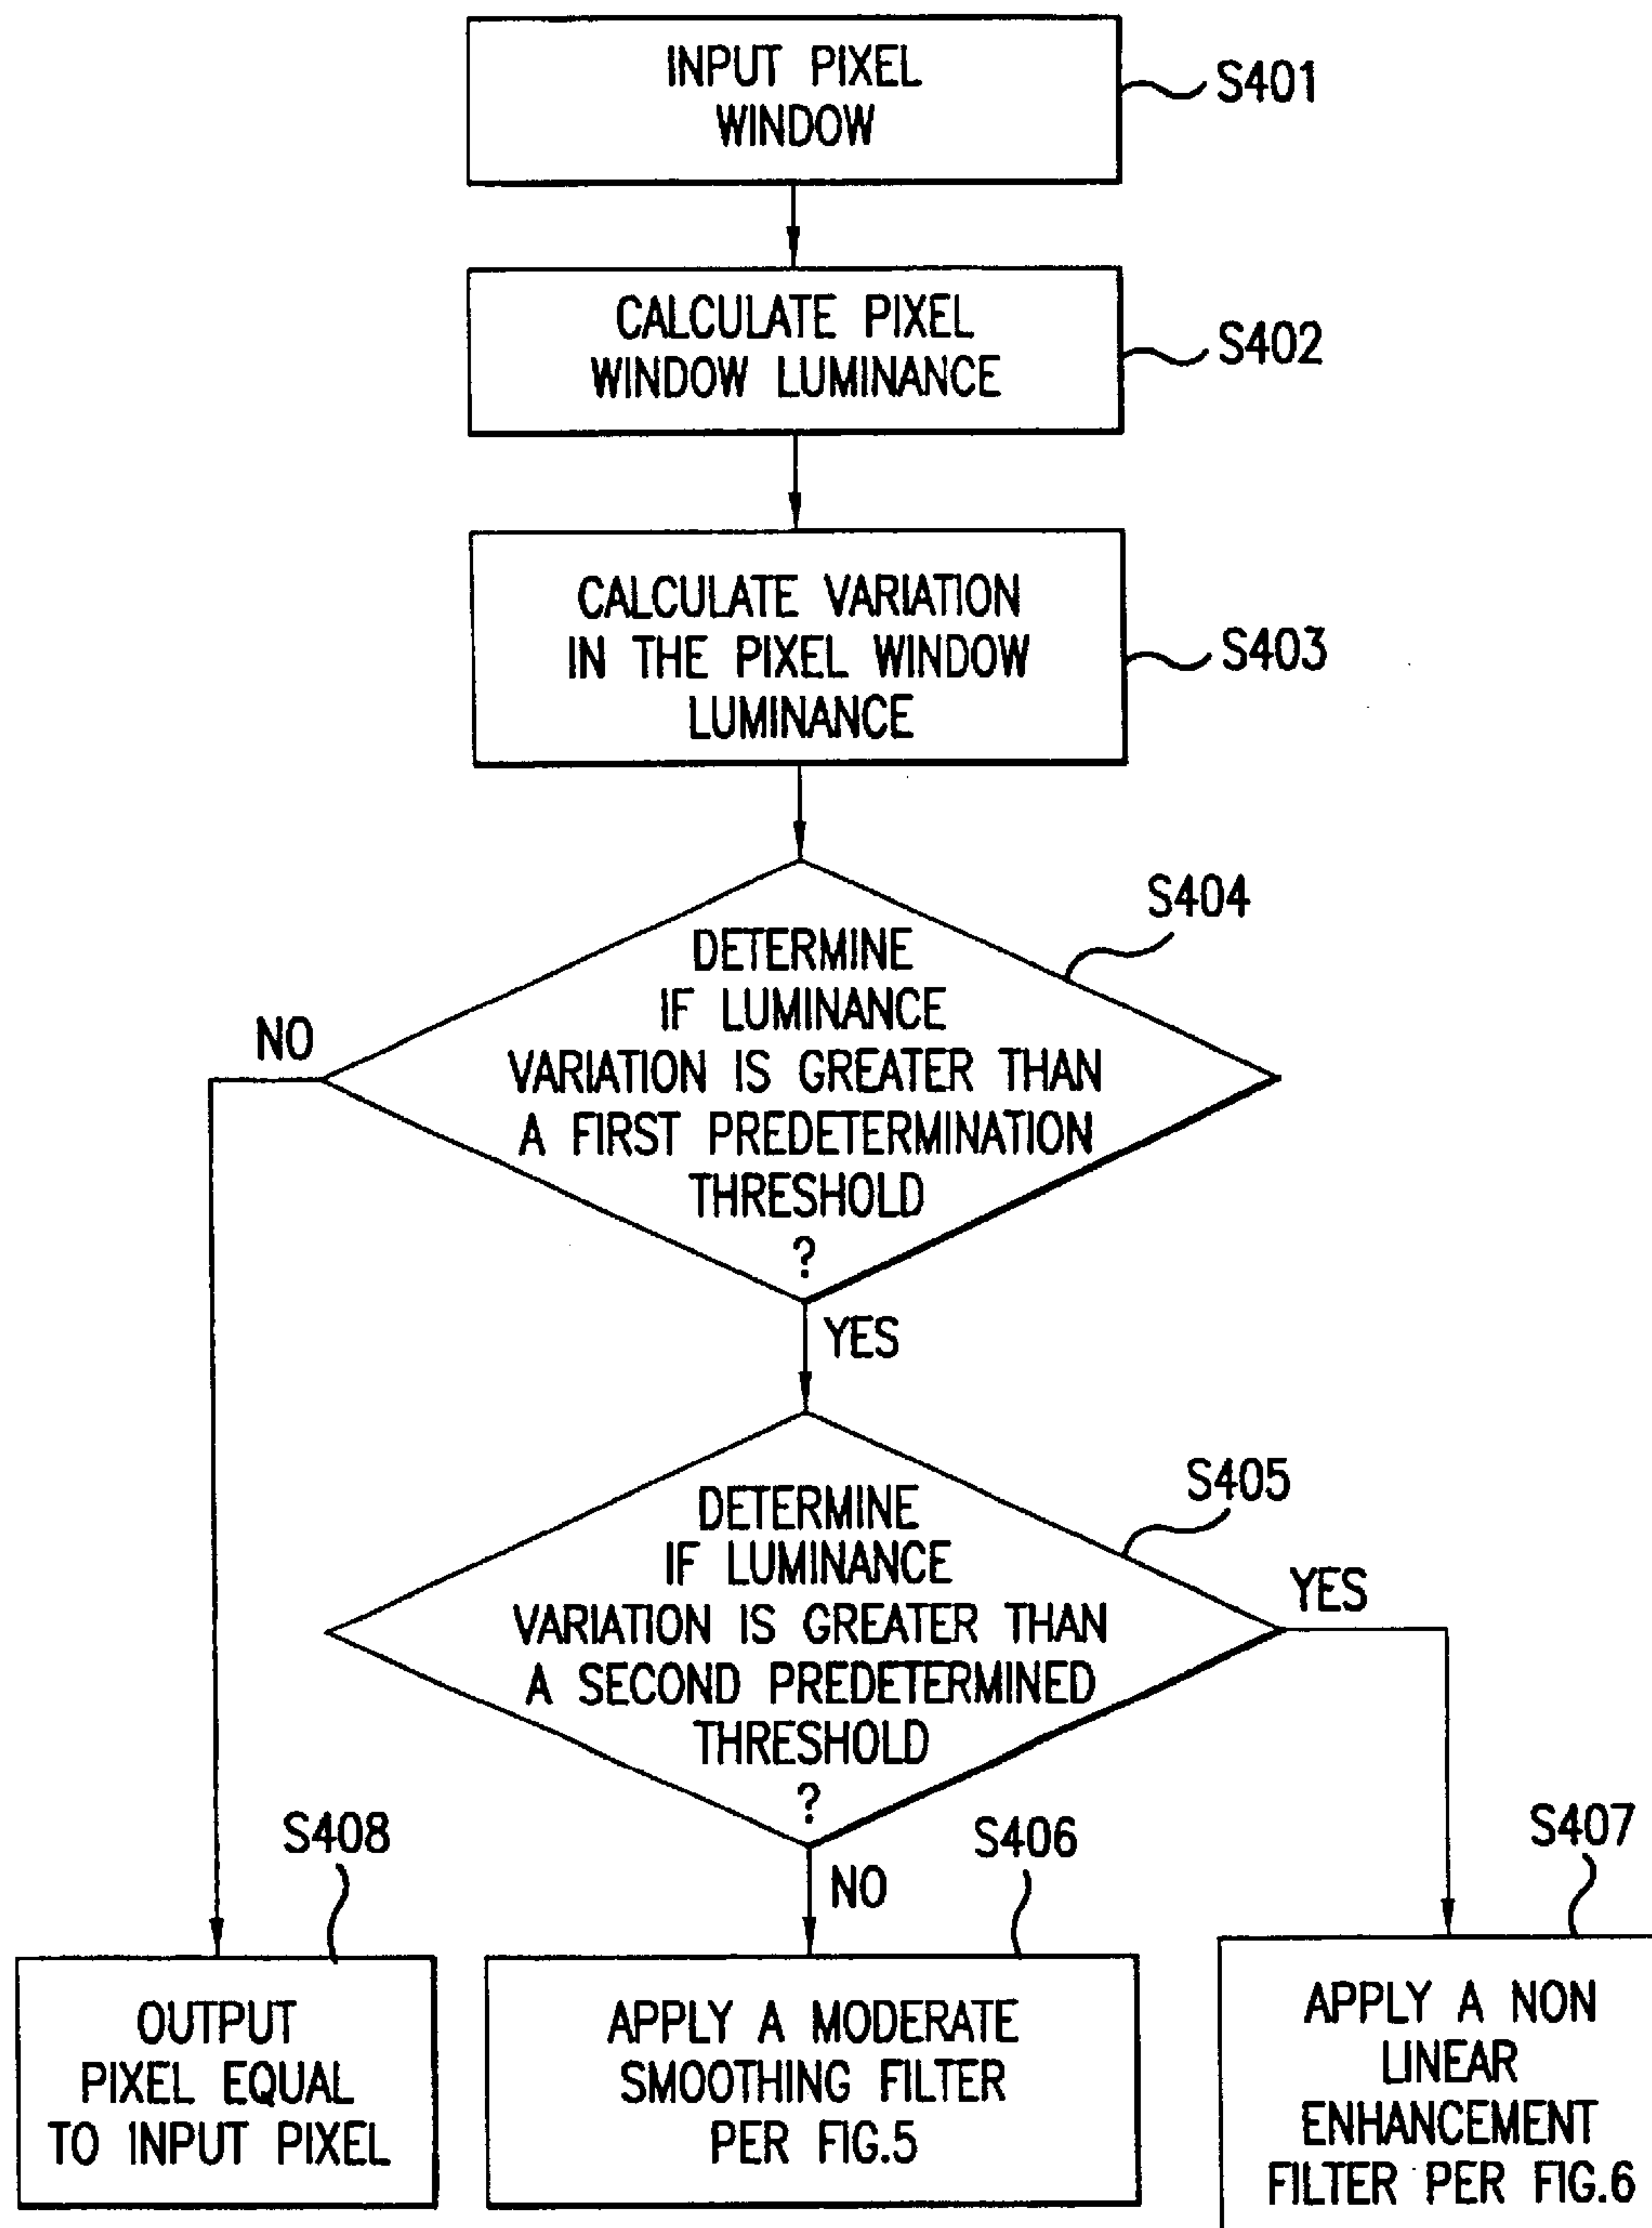 INPUT PIXEL
WINDOW
S401
CALCULATE PIXEL
WINDOW LUMINANCE
S402
CALCULATE VARIATION
IN THE PIXEL WINDOW
LUMINANCE
S403
S404
DETERMINE
IF LUMINANCE
VARIATION IS GREATER THAN
A FIRST PREDETERMINATION
THRESHOLD
?
NO
YES
S405
DETERMINE
IF LUMINANCE
VARIATION IS GREATER THAN
A SECOND PREDETERMINED
THRESHOLD
?
YES
NO
S408
OUTPUT
PIXEL EQUAL
TO INPUT PIXEL
S406
APPLY A MODERATE
SMOOTHING FILTER
PER FIG.5
S407
APPLY A NON
LINEAR
ENHANCEMENT
FILTER PER FIG.6